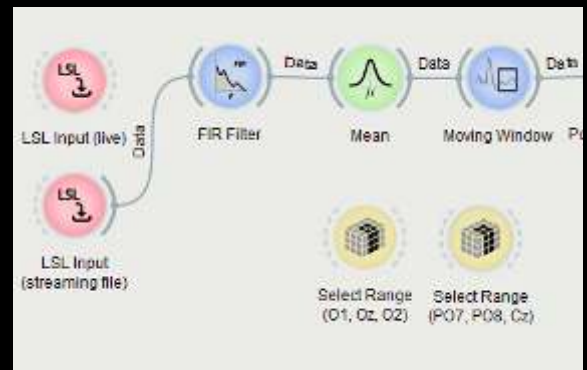 LSL
LSL Input (live)
Data
FIR Filter
Data
Mean
Data
Moving Window
Data
LSL
LSL Input
(streaming file)
Select Range
(O1, Oz, O2)
Select Range
(PO7, PO8, Cz)